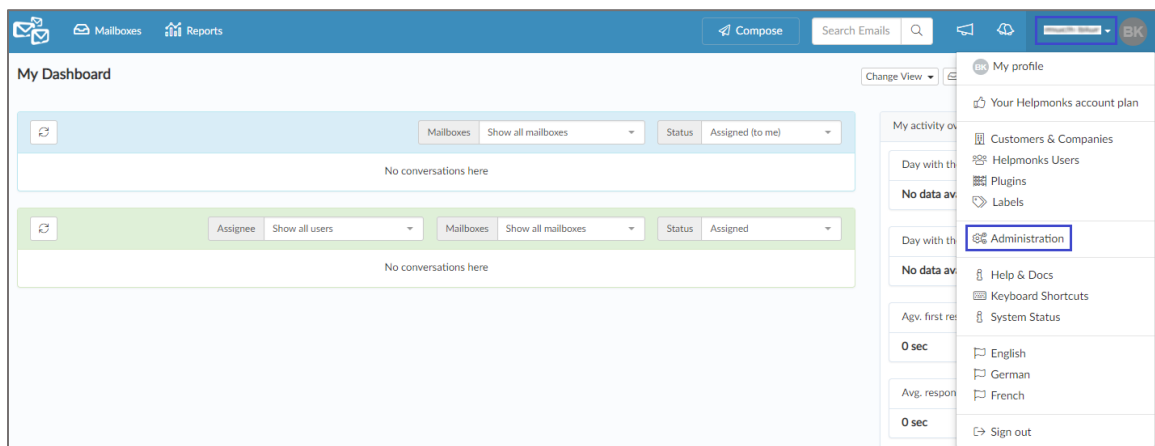 Mailboxes Reports Compose Search Emails BK
My Dashboard
Change View
BK My profile
Your Helpmonks account plan
Customers & Companies
Helpmonks Users
Plugins
Labels
Administration
Help & Docs
Keyboard Shortcuts
System Status
English
German
French
Sign out
Mailboxes Show all mailboxes Status Assigned (to me)
No conversations here
Assignee Show all users Mailboxes Show all mailboxes Status Assigned
No conversations here
My activity ov
Day with th
No data av
Day with th
No data av
Agv. first res
0 sec
Avg. respon
0 sec